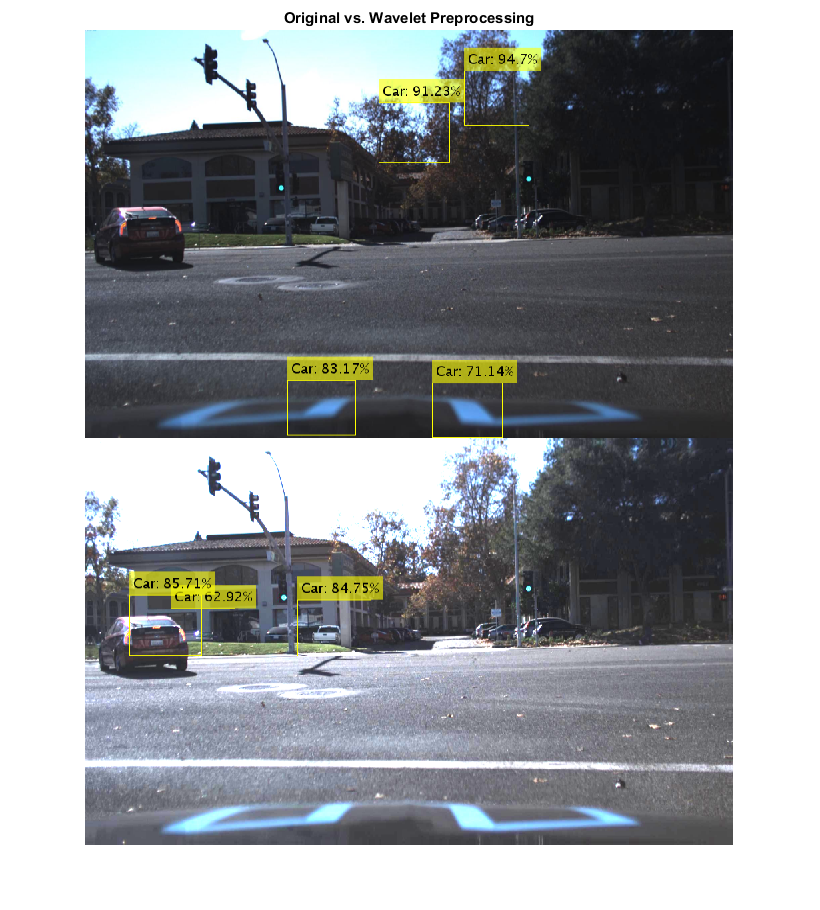 Original vs. Wavelet Preprocessing
Car: 94.7%
Car: 91.23%
Car: 83.17%
Car: 71.14%
Car: 85.71%
Car: 62.92%
Car: 84.75%